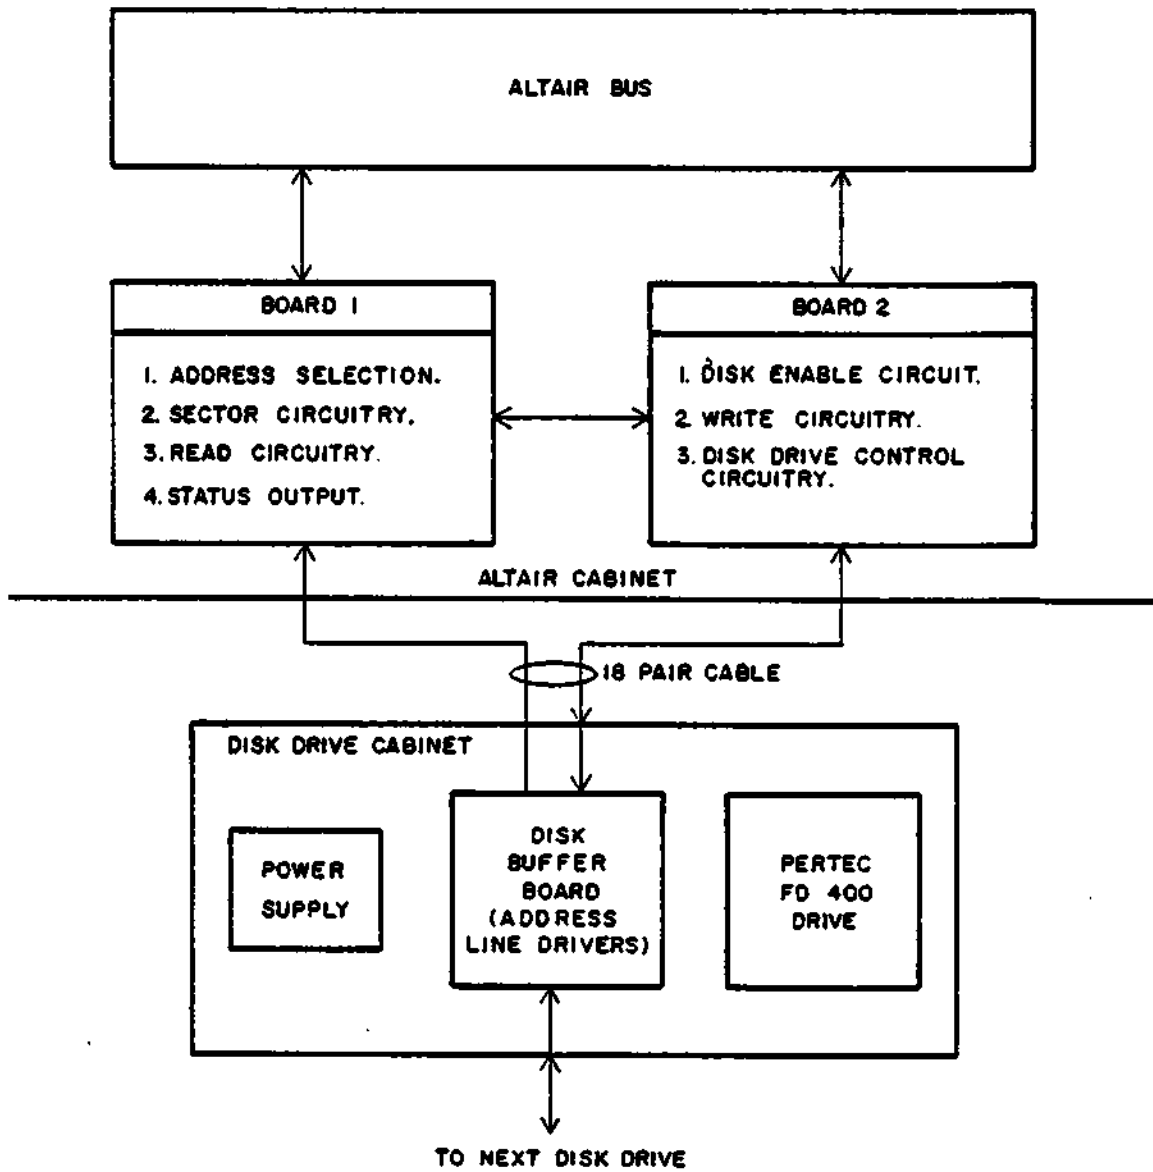 ALTAIR BUS
BOARD 1
1. ADDRESS SELECTION.
2. SECTOR CIRCUITRY.
3. READ CIRCUITRY.
4. STATUS OUTPUT.
BOARD 2
1. DISK ENABLE CIRCUIT.
2 WRITE CIRCUITRY.
3. DISK DRIVE CONTROL
CIRCUITRY.
ALTAIR CABINET
18 PAIR CABLE
DISK DRIVE CABINET
POWER
SUPPLY
DISK
BUFFER
BOARD
(ADDRESS
LINE DRIVERS)
PERTEC
FD 400
DRIVE
TO NEXT DISK DRIVE